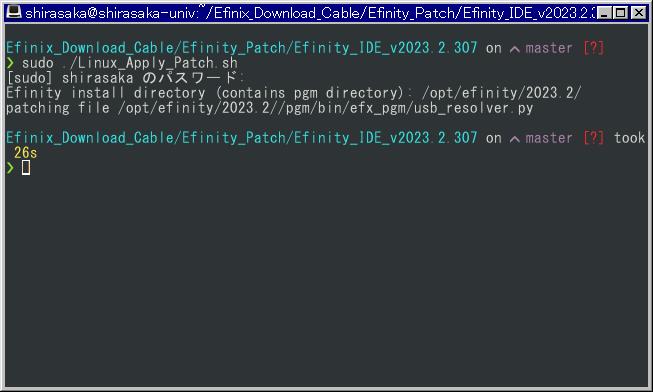 shirasaka@shirasaka-univ:~/Efinix_Download_Cable/Efinity_Patch/Efinity_IDE_v2023.2.3
Efinix_Download_Cable/Efinity_Patch/Efinity_IDE_v2023.2.307 on master [?]
❯ sudo ./Linux_Apply_Patch.sh
[sudo] shirasaka のパスワード:
Efinity install directory (contains pgm directory): /opt/efinity/2023.2/
patching file /opt/efinity/2023.2//pgm/bin/efx_pgm/usb_resolver.py
Efinix_Download_Cable/Efinity_Patch/Efinity_IDE_v2023.2.307 on master [?] took
26s
❯